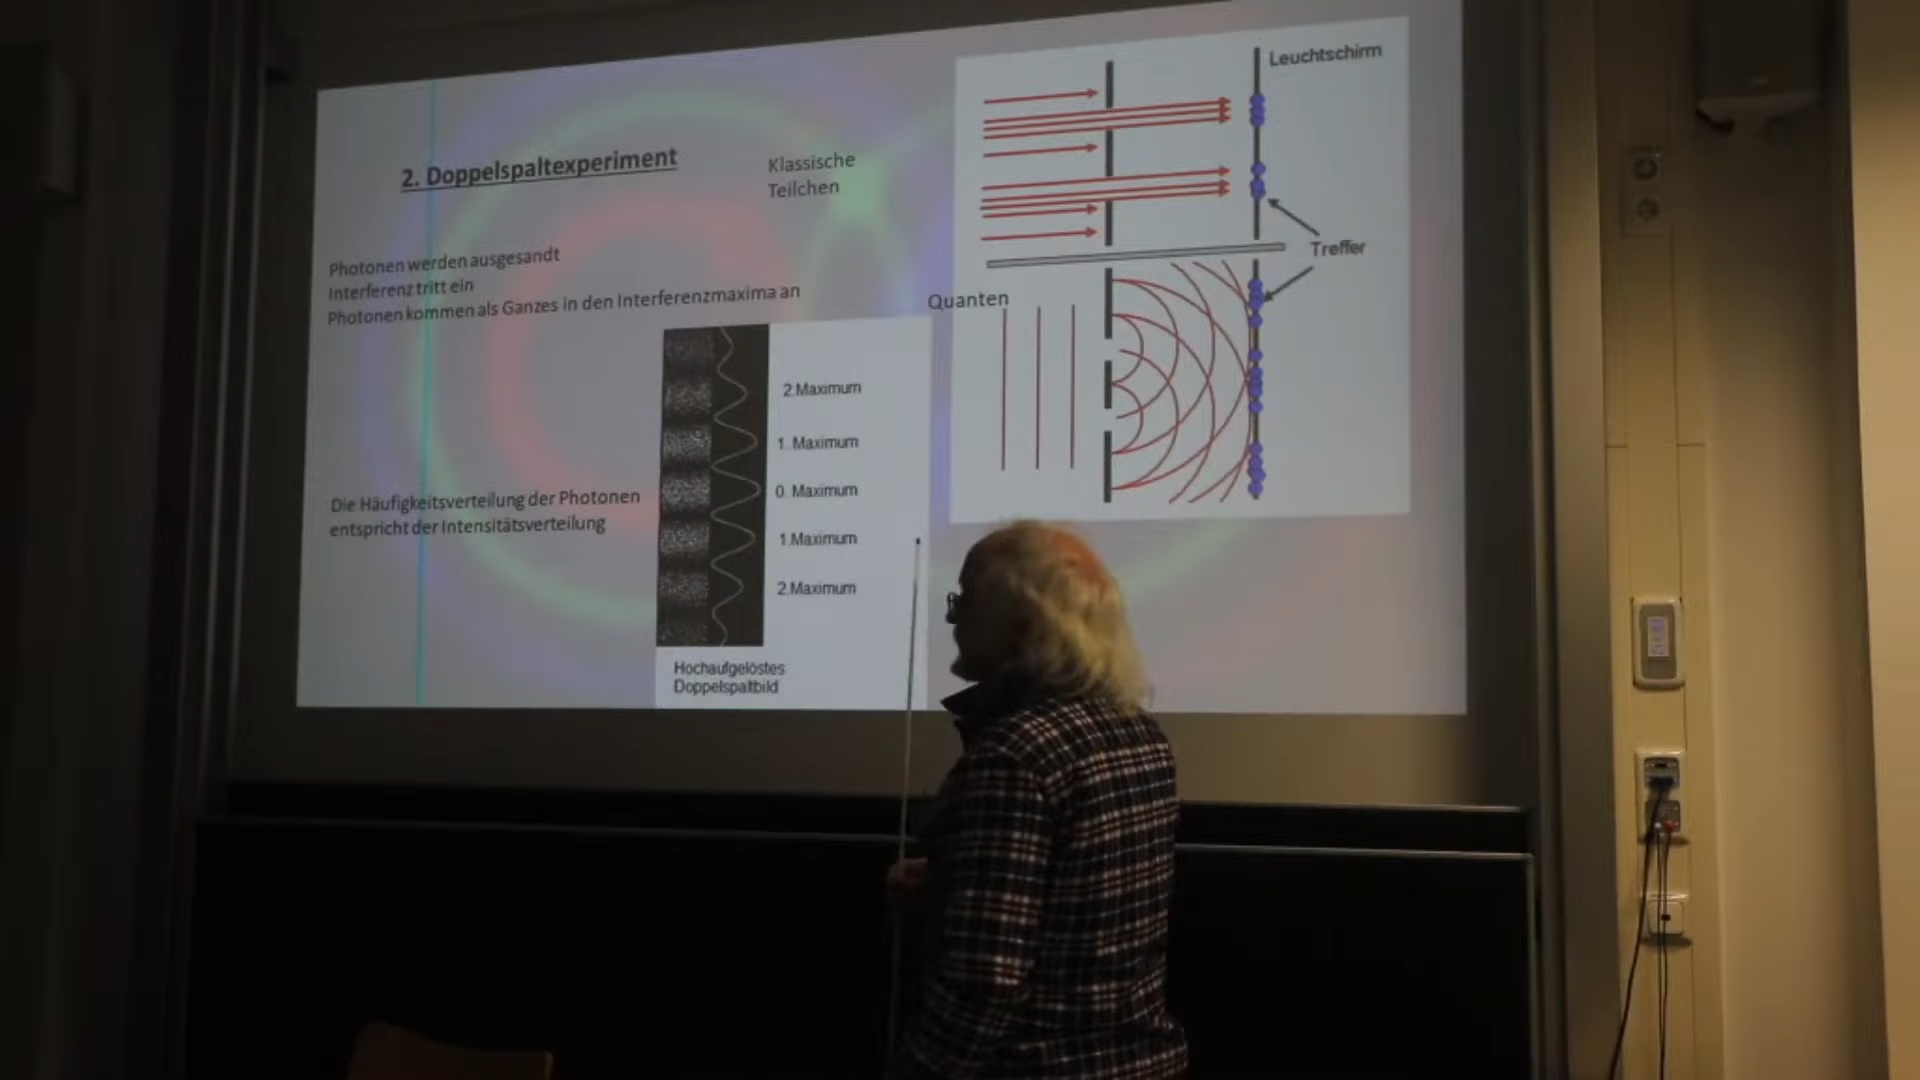 2. Doppelspaltexperiment
Klassische
Teilchen
Photonen werden ausgesandt
Interferenz tritt ein
Photonen kommen als Ganzes in den Interferenzmaxima an
Die Häufigkeitsverteilung der Photonen
entspricht der Intensitätsverteilung
2.Maximum
1. Maximum
0. Maximum
1.Maximum
2.Maximum
Hochaufgelöstes
Doppelspaltbild
Leuchtschirm
Treffer
Quanten